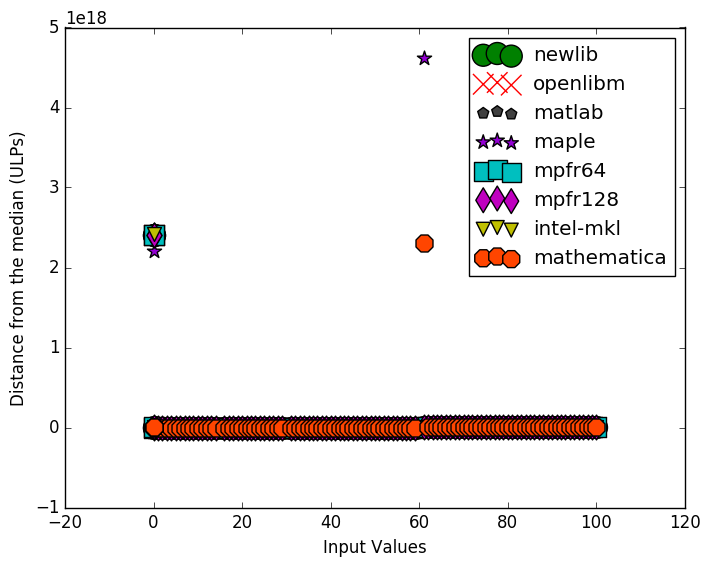 1e18
5
4
3
2
1
0
−1
−20
0
20
40
60
80
100
120
Distance from the median (ULPs)
Input Values
newlib
openlibm
matlab
maple
mpfr64
mpfr128
intel-mkl
mathematica